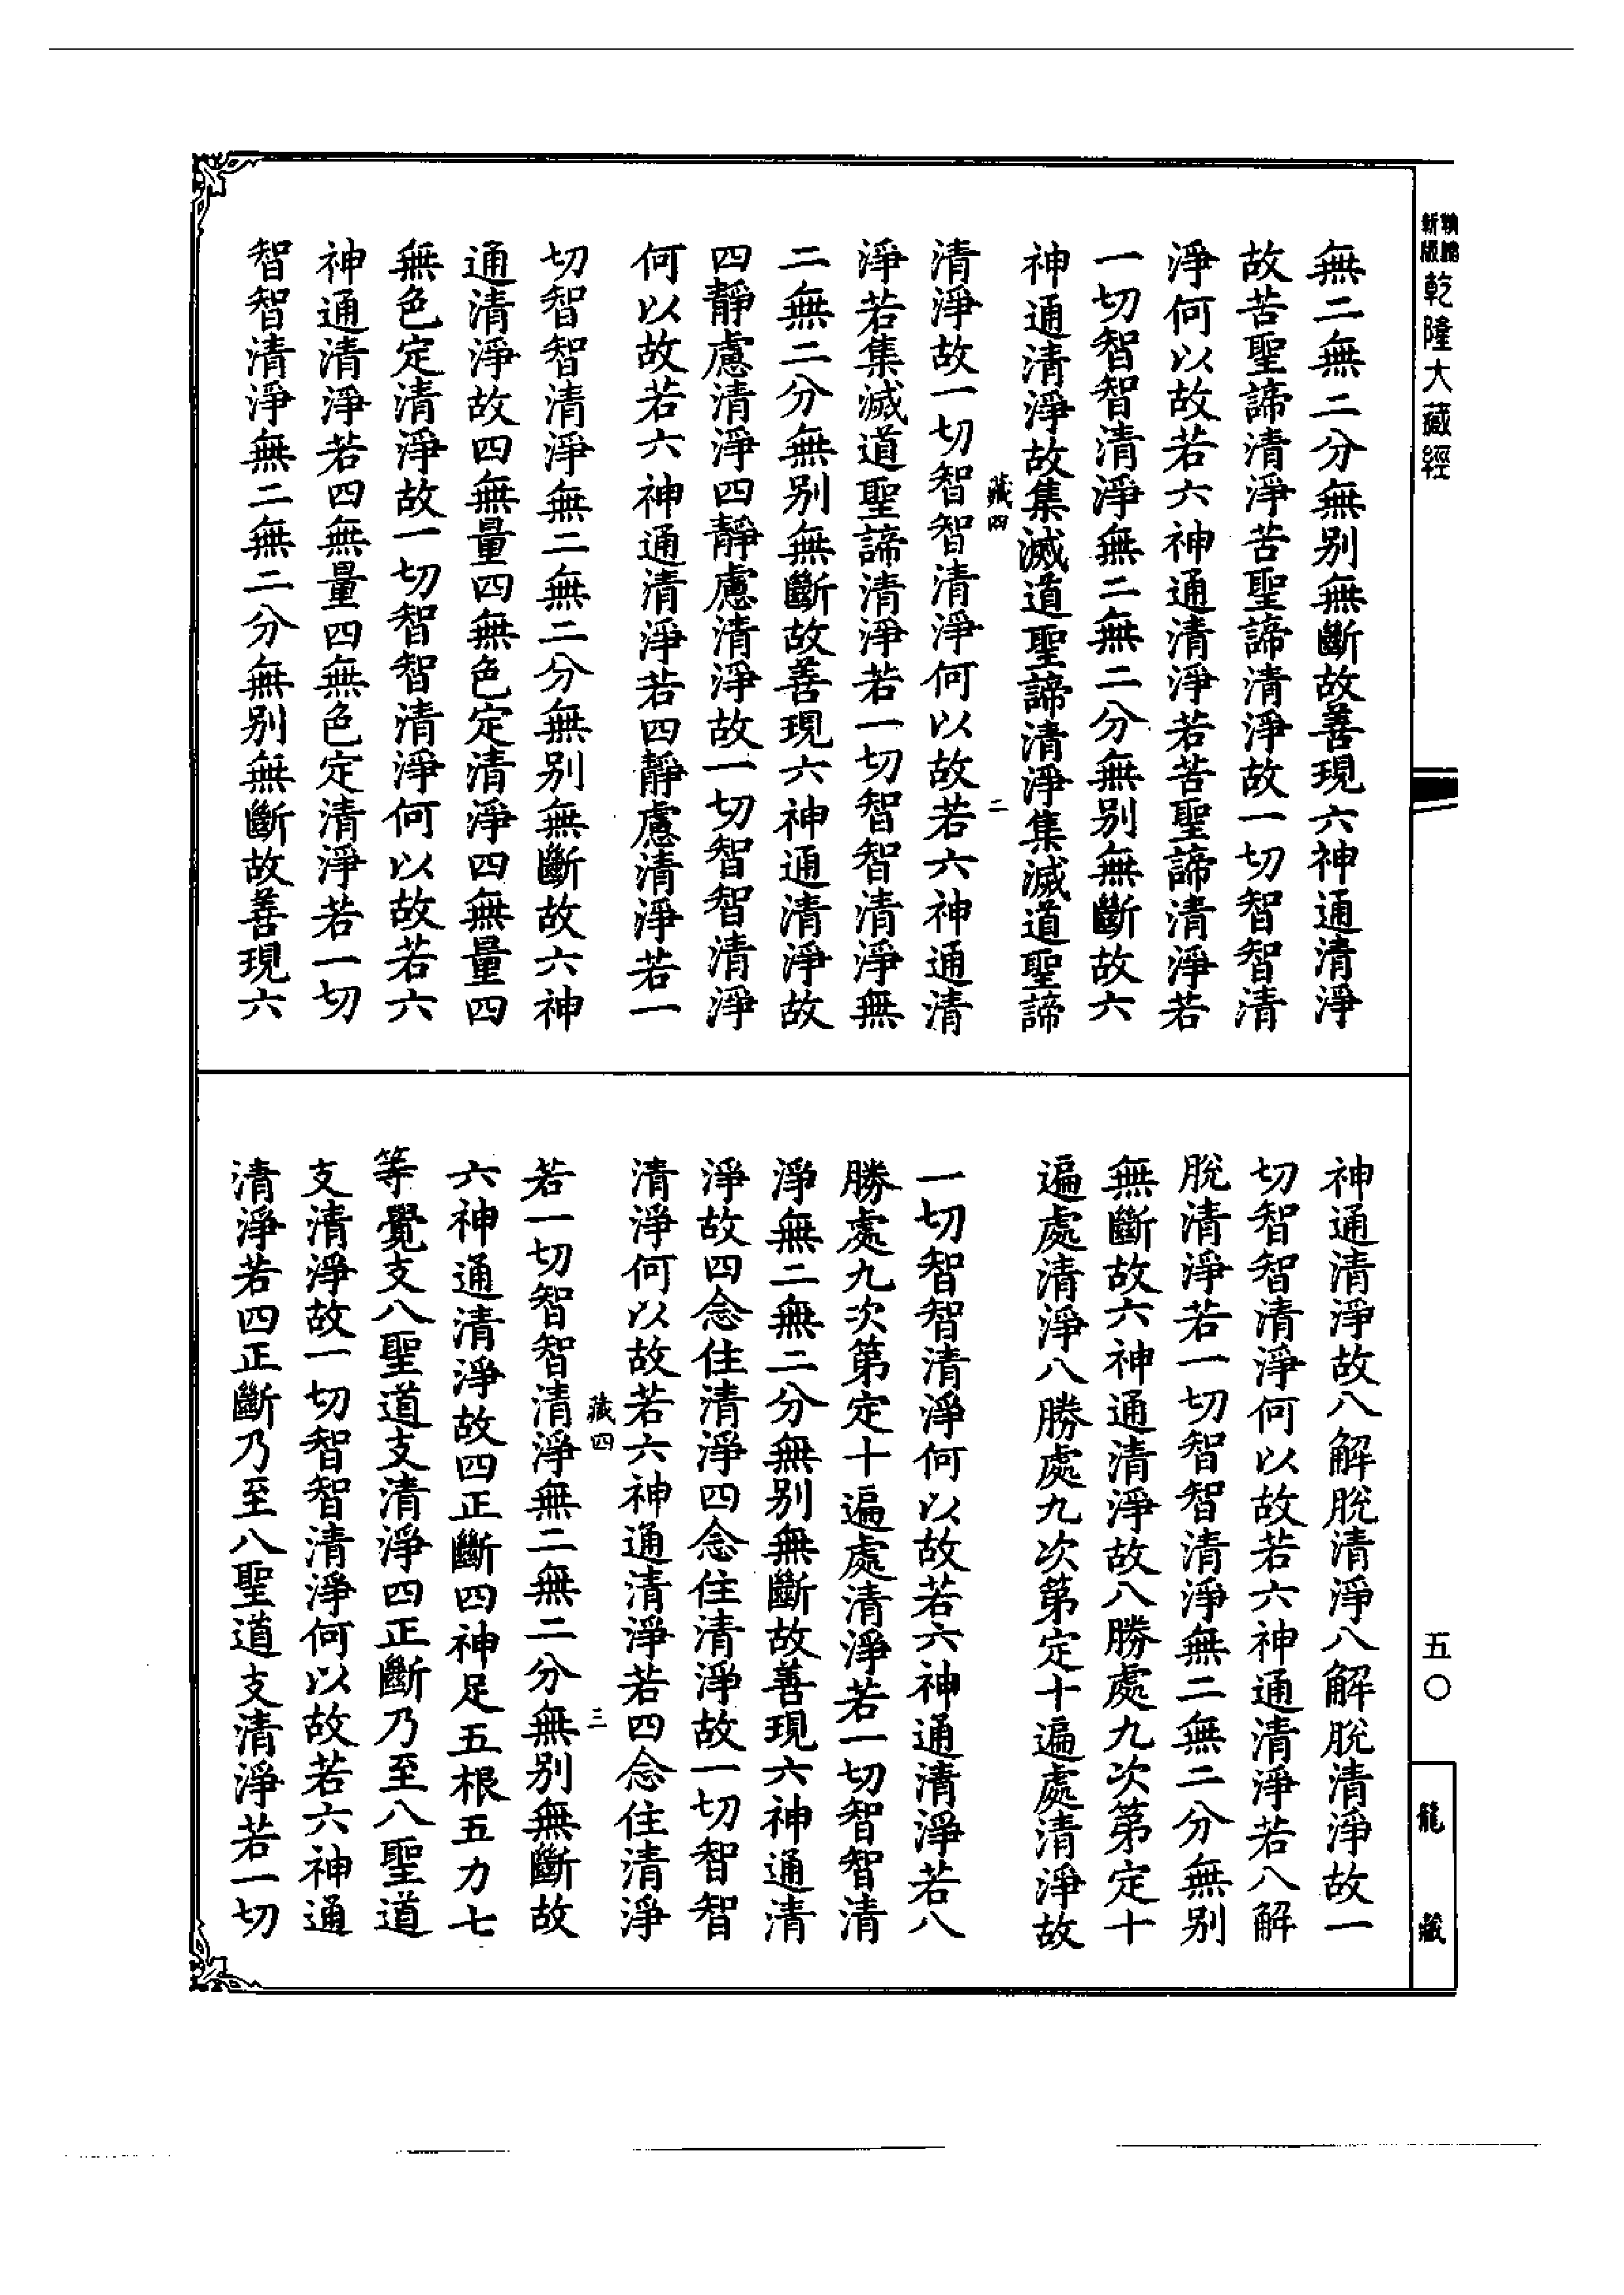 新版
乾隆大藏經
無二無二分無別無斷故善現六神通清淨
故苦聖諦清淨苦聖諦清淨故一切智智清
淨何以故若六神通清淨若苦聖諦清淨若
一切智智清淨無二無二分無別無斷故六
神通清淨故集滅道聖諦清淨集滅道聖諦
藏四
二
清淨故一切智智清淨何以故若六神通清
淨若集滅道聖諦清淨若一切智智清淨無
二無二分無別無斷故善現六神通清淨故
四靜慮清淨四靜慮清淨故一切智智清淨
何以故若六神通清淨若四靜慮清淨若一
切智智清淨無二無二分無別無斷故六神
通清淨故四無量四無色定清淨四無量四
無色定清淨故一切智智清淨何以故若六
神通清淨若四無量四無色定清淨若一切
智智清淨無二無二分無別無斷故善現六
神通清淨故八解脫清淨八解脫清淨故一
切智智清淨何以故若六神通清淨若八解
脫清淨若一切智智清淨無二無二分無別
無斷故六神通清淨故八勝處九次第定十
遍處清淨八勝處九次第定十遍處清淨故
一切智智清淨何以故若六神通清淨若八
勝處九次第定十遍處清淨若一切智智清
淨無二無二分無別無斷故善現六神通清
淨故四念住清淨四念住清淨故一切智智
清淨何以故若六神通清淨若四念住清淨
藏四
三
若一切智智清淨無二無二分無別無斷故
六神通清淨故四正斷四神足五根五力七
等覺支八聖道支清淨四正斷乃至八聖道
支清淨故一切智智清淨何以故若六神通
清淨若四正斷乃至八聖道支清淨若一切
五〇
龍藏